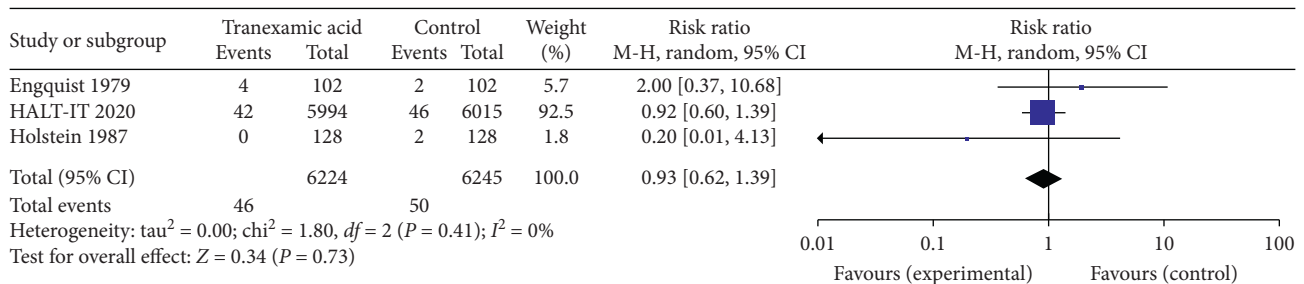 Study or subgroup Tranexamic acid Control Weight Risk ratio Risk ratio
Events Total Events Total (%) M-H, random, 95% CI M-H, random, 95% CI
Engquist 1979 4 102 2 102 5.7 2.00 [0.37, 10.68]
HALT-IT 2020 42 5994 46 6015 92.5 0.92 [0.60, 1.39]
Holstein 1987 0 128 2 128 1.8 0.20 [0.01, 4.13]
Total (95% CI) 6224 6245 100.0 0.93 [0.62, 1.39]
Total events 46 50
Heterogeneity: tau² = 0.00; chi² = 1.80, df = 2 (P = 0.41); I² = 0%
Test for overall effect: Z = 0.34 (P = 0.73)
0.01 0.1 1 10 100
Favours (experimental) Favours (control)